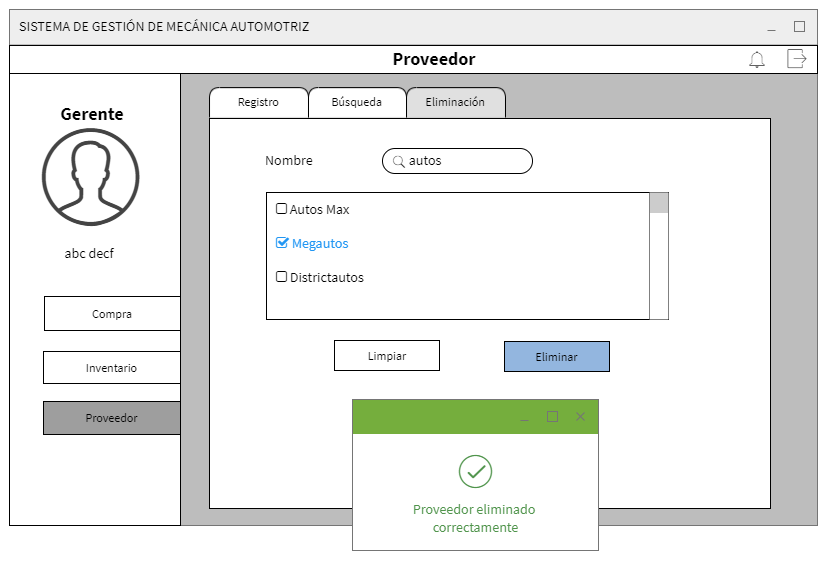 SISTEMA DE GESTIÓN DE MECÁNICA AUTOMOTRIZ
Proveedor
Gerente
abc decf
Compra
Inventario
Proveedor
Registro
Búsqueda
Eliminación
Nombre
autos
Autos Max
Megautos
Districtautos
Limpiar
Eliminar
Proveedor eliminado
correctamente